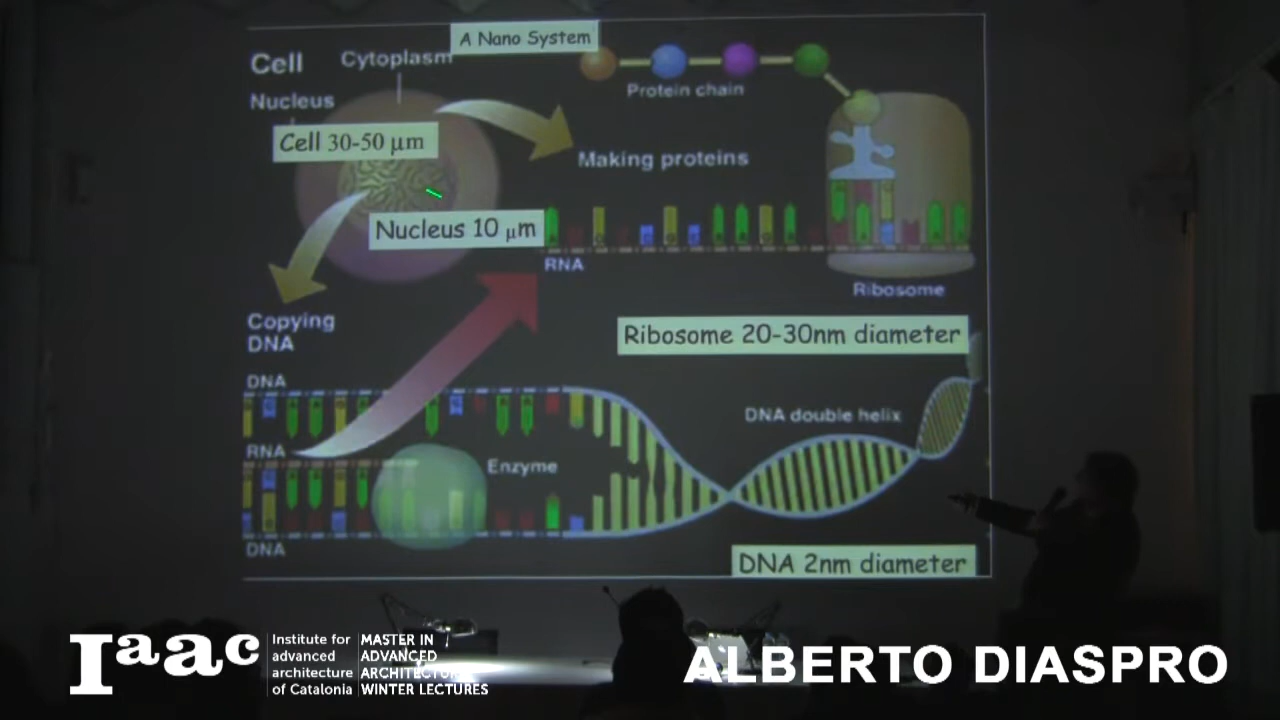 A Nano System
Cell
Cytoplasm
Nucleus
Protein chain
Cell 30-50 μm
Making proteins
Nucleus 10 μm
RNA
Ribosome
Copying
DNA
Ribosome 20-30nm diameter
DNA
DNA double helix
RNA
Enzyme
DNA
DNA 2nm diameter
Iaac
Institute for
advanced
architecture
of Catalonia
MASTER IN
ADVANCED
ARCHITECTURE
WINTER LECTURES
ALBERTO DIASPRO